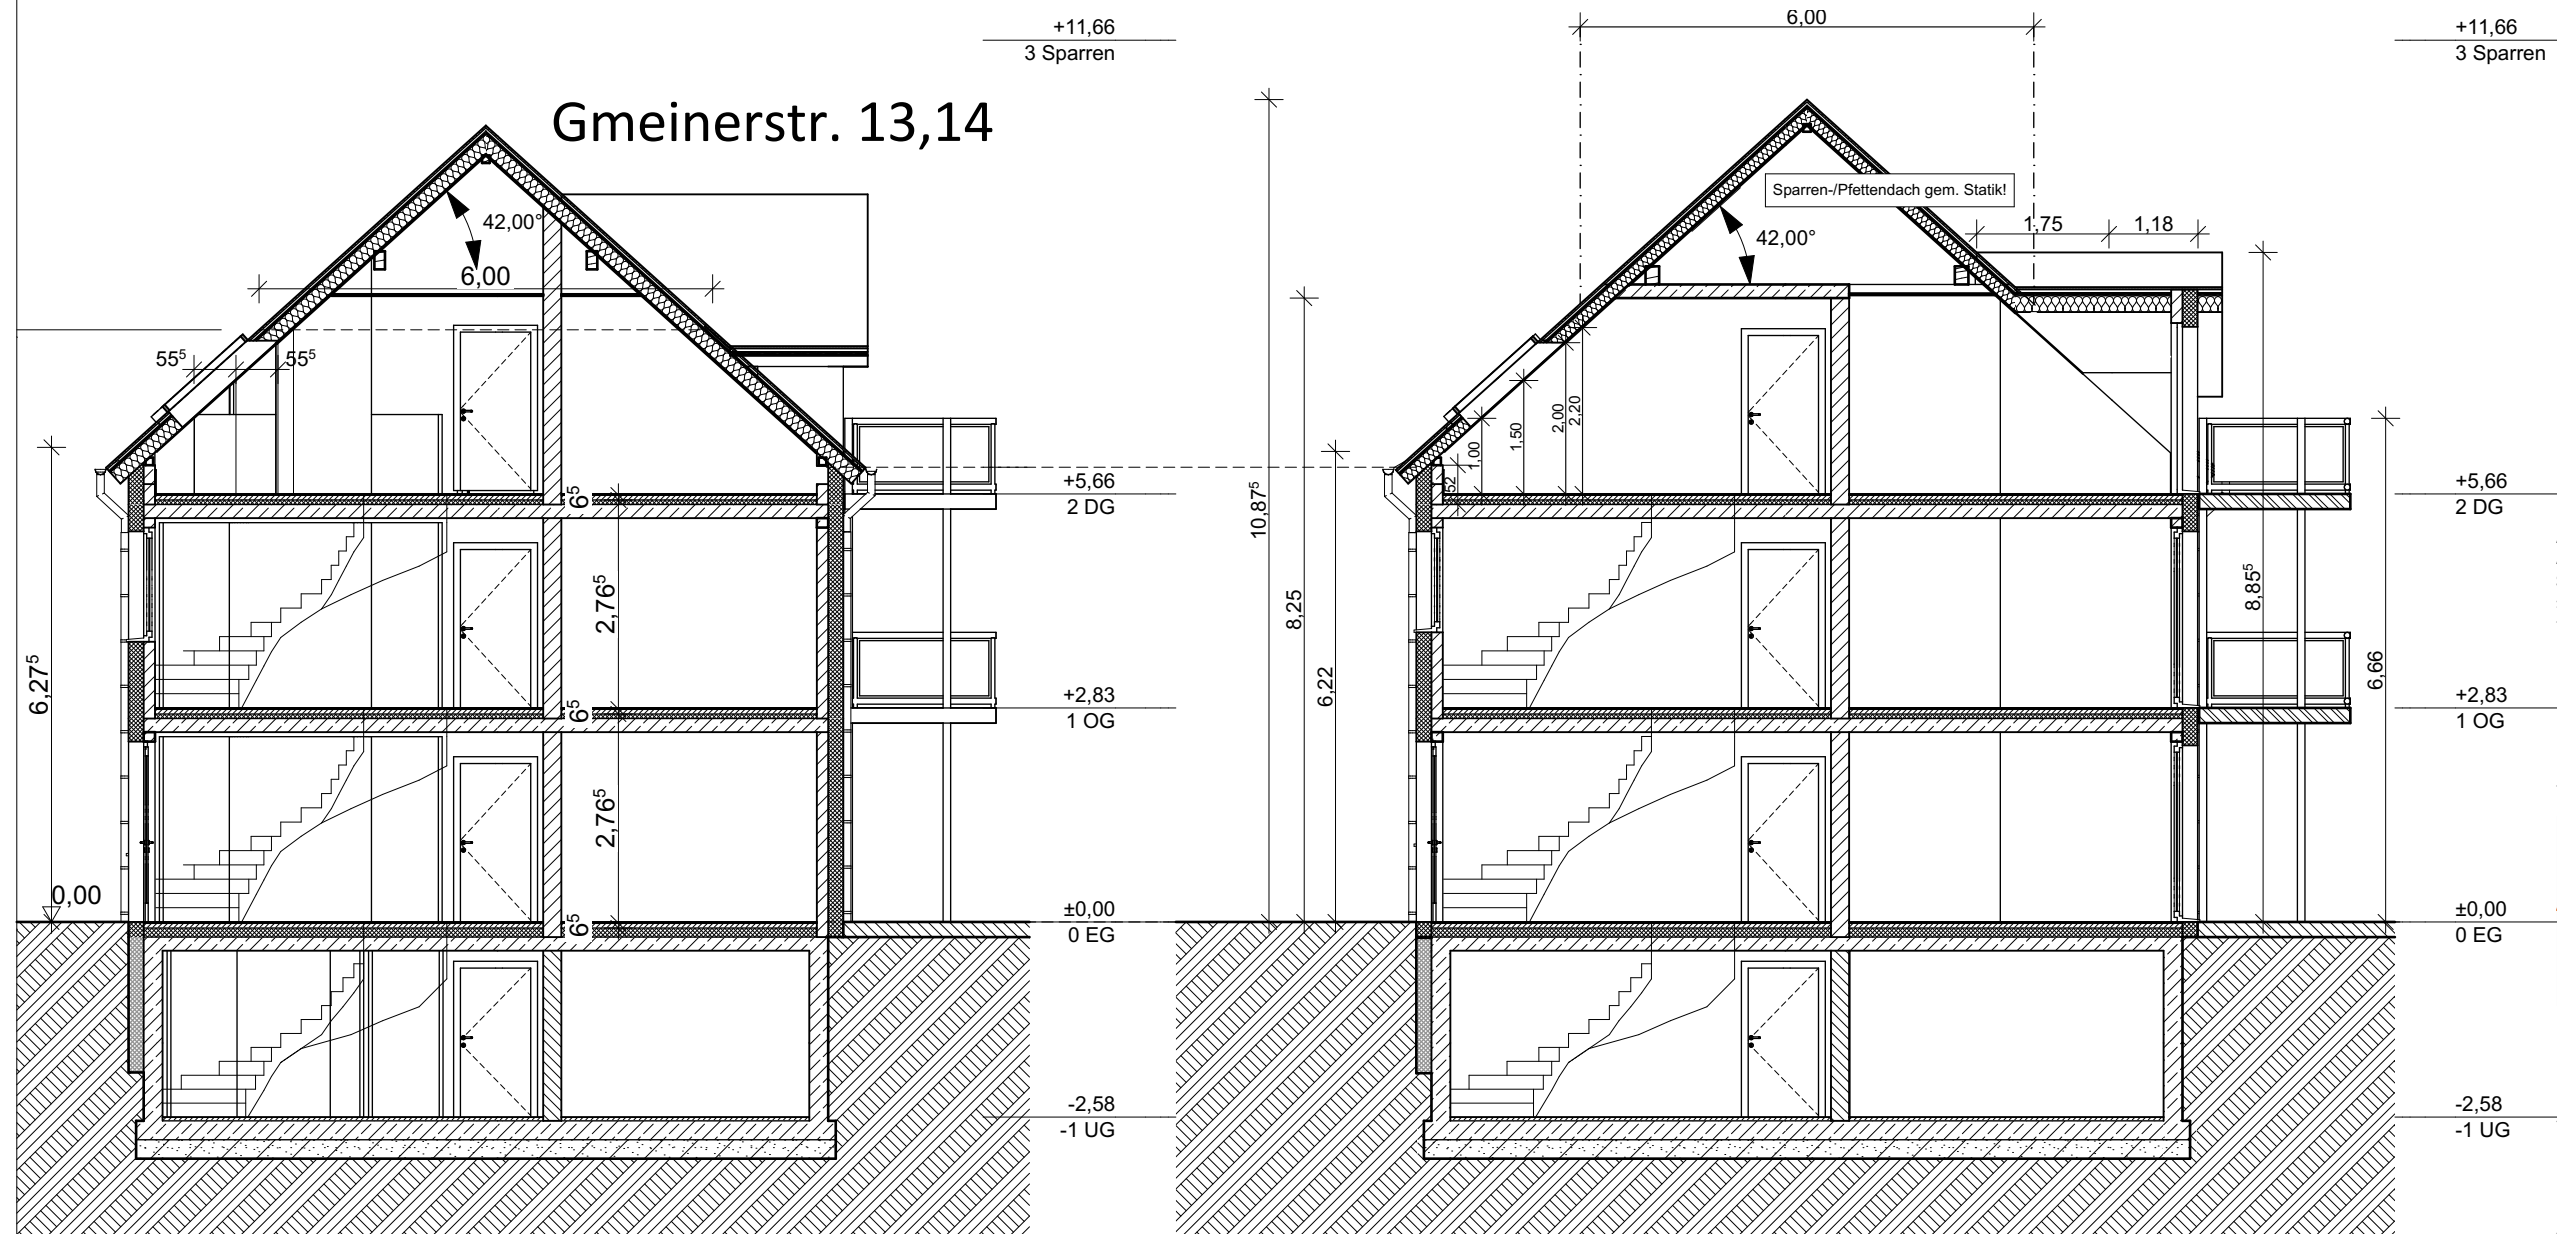 +11,66
3 Sparren
6,00
+11,66
3 Sparren
Gmeinerstr. 13,14
Sparren-/Pfettendach gem. Statik!
42,00°
6,00
42,00°
1,75
1,18
55⁵
55⁵
2,00
2,20
1,50
1,00
52
6⁵
+5,66
2 DG
10,87⁵
+5,66
2 DG
2,76⁵
8,25
8,85⁵
6,27⁵
6,22
6,66
6⁵
+2,83
1 OG
+2,83
1 OG
2,76⁵
0,00
6⁵
±0,00
0 EG
±0,00
0 EG
-2,58
-1 UG
-2,58
-1 UG